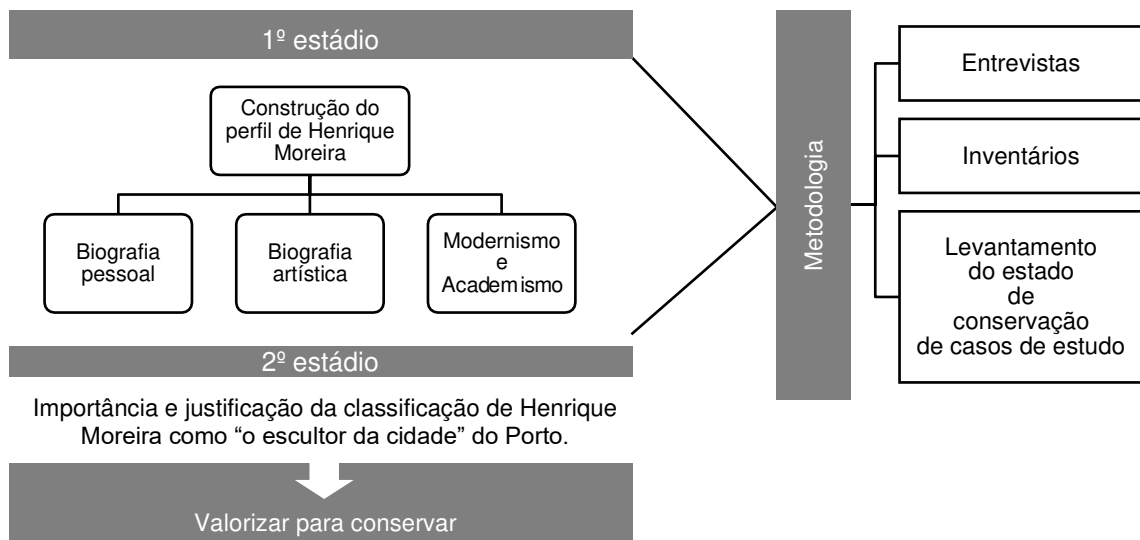 1º estádio
Construção do
perfil de Henrique
Moreira
Biografia
pessoal
Biografia
artística
Modernismo
e
Academismo
2º estádio
Importância e justificação da classificação de Henrique
Moreira como “o escultor da cidade” do Porto.
Valorizar para conservar
Metodologia
Entrevistas
Inventários
Levantamento
do estado
de
conservação
de casos de estudo